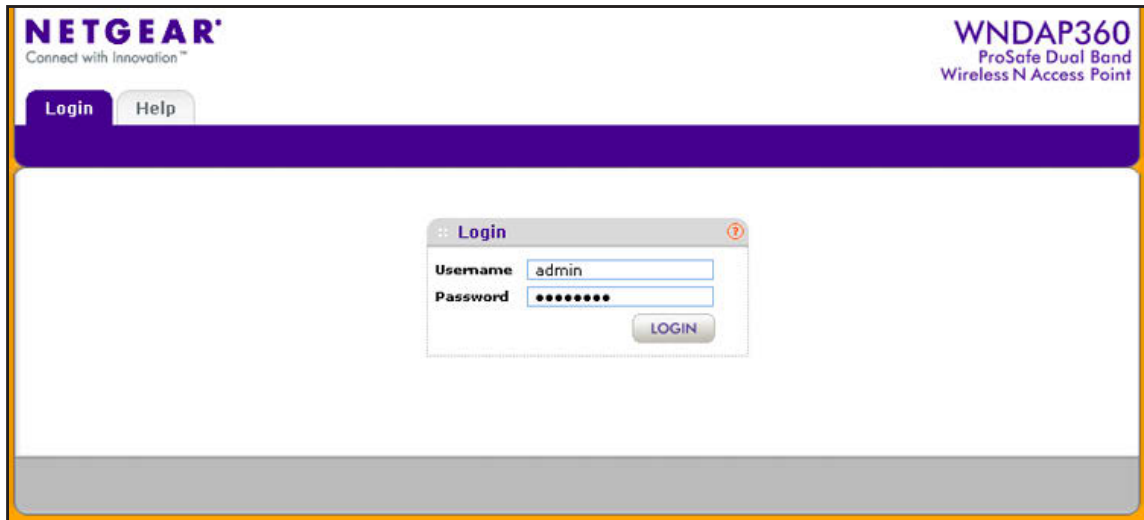 NETGEAR®
Connect with Innovation™
WNDAP360
ProSafe Dual Band
Wireless N Access Point
Login
Help
Login
?
Username
admin
Password
●●●●●●●●
LOGIN